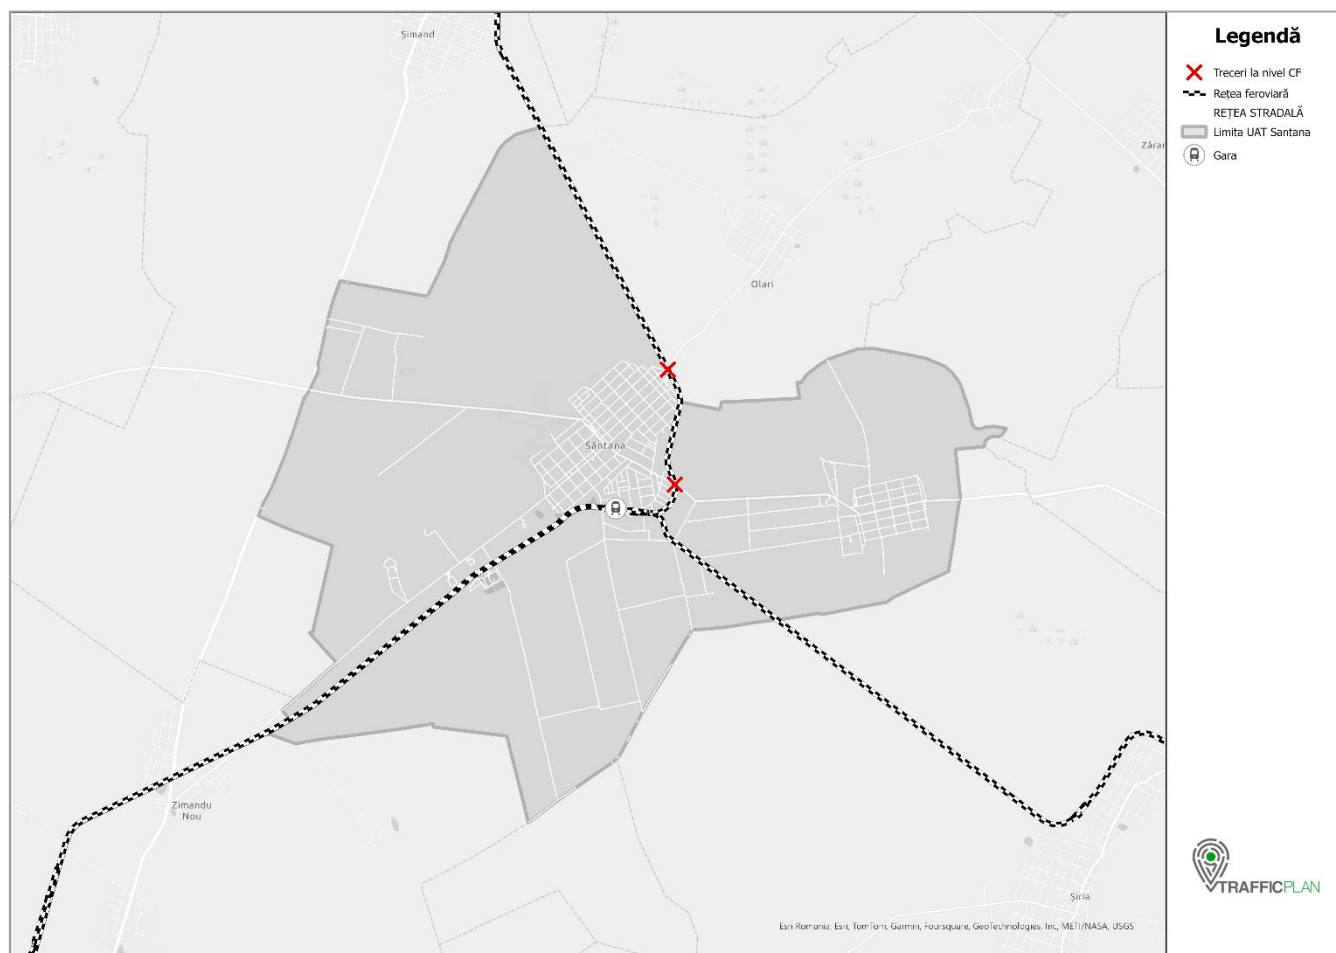 Șimand
Zăran
Olari
Sântana
Zimandu
Nou
Șiria
Esri Romania, Esri, TomTom, Garmin, Foursquare, GeoTechnologies, Inc, METI/NASA, USGS
Legendă
Treceri la nivel CF
Rețea feroviară
REȚEA STRADALĂ
Limita UAT Santana
Gara
TRAFFICPLAN